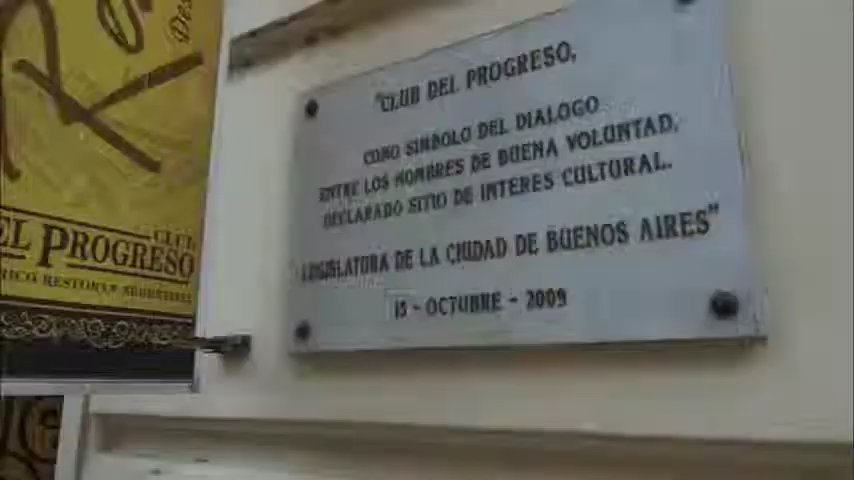 "CLUB DEL PROGRESO,
COMO SIMBOLO DEL DIALOGO
ENTRE LOS HOMBRES DE BUENA VOLUNTAD,
DECLARADO SITIO DE INTERES CULTURAL.
LEGISLATURA DE LA CIUDAD DE BUENOS AIRES"
15 - OCTUBRE - 2009
CLUB
EL PROGRESO